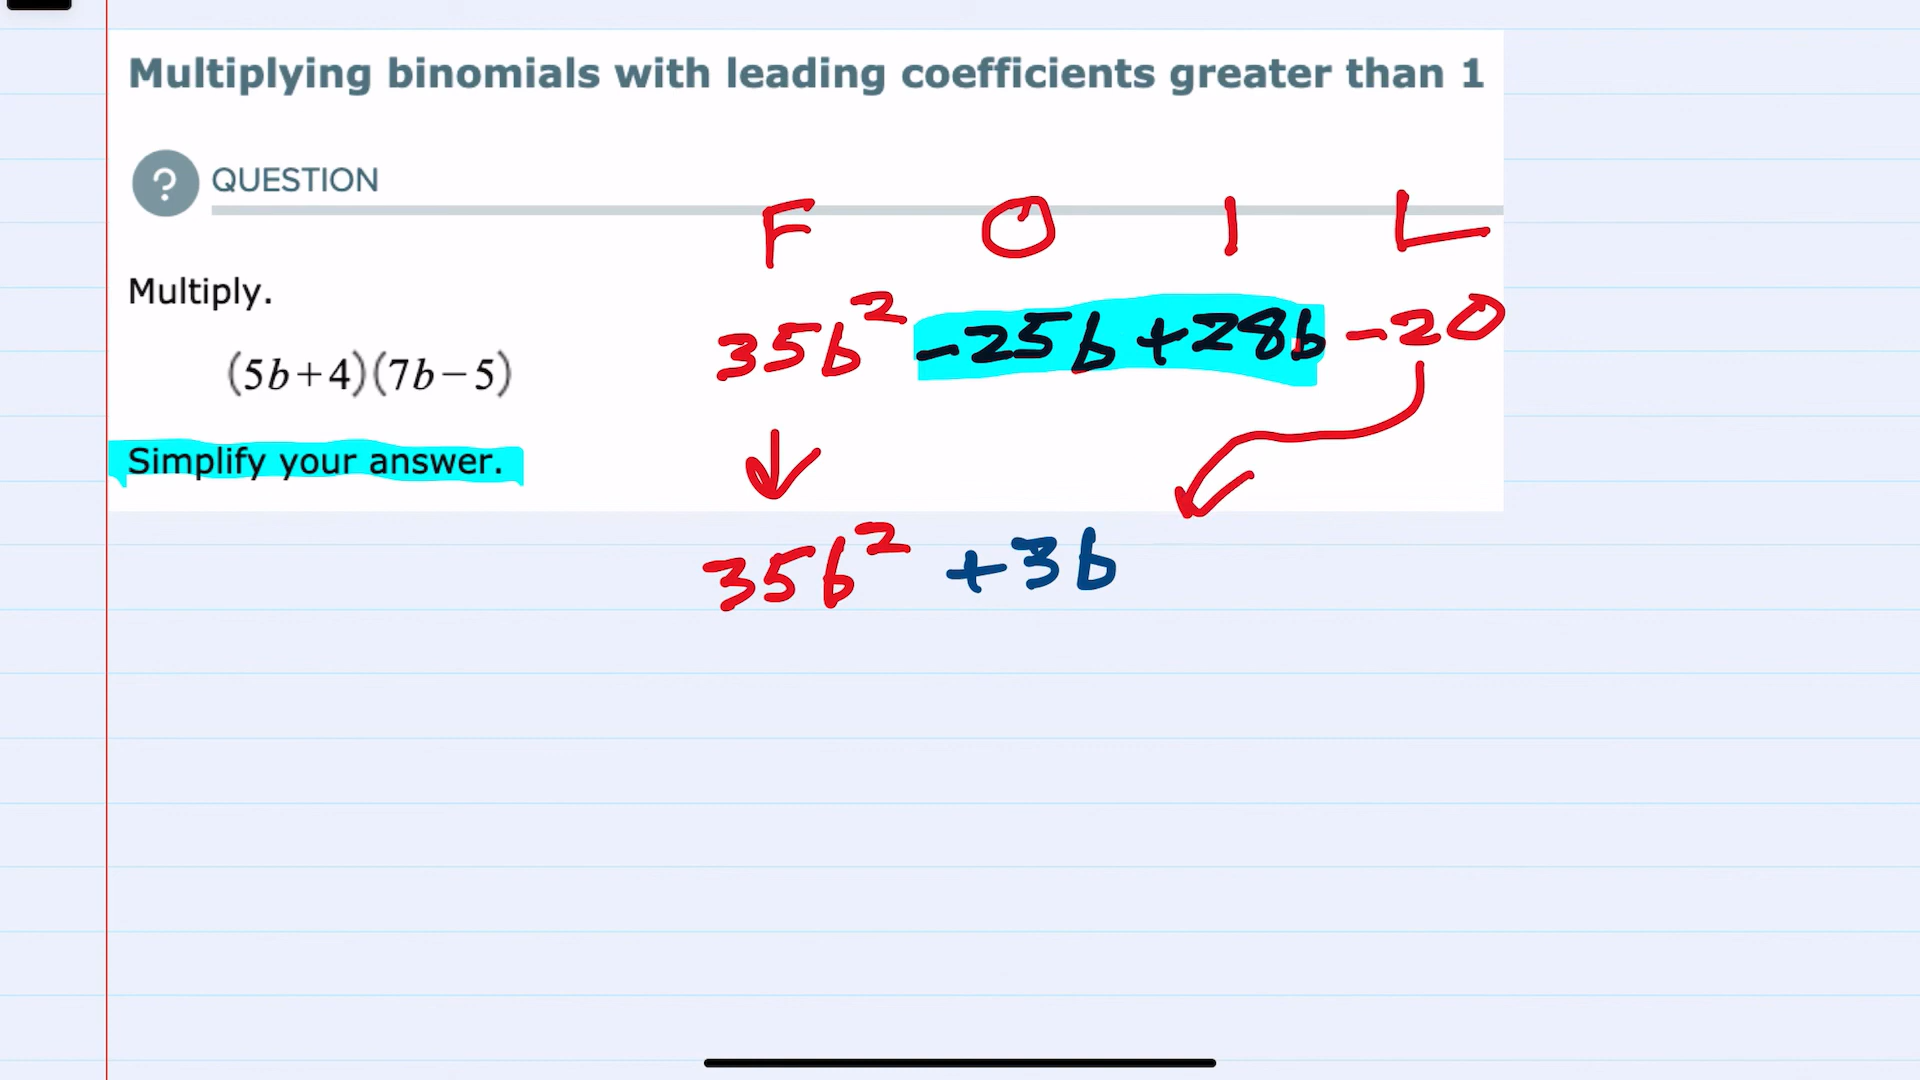 Multiplying binomials with leading coefficients greater than 1
? QUESTION
F O I L
Multiply.
35b² -25b +28b -20
(5b+4)(7b-5)
Simplify your answer.
35b² +3b